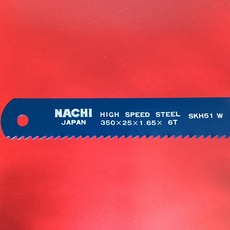 NACHI HIGH SPEED STEEL SKH51 W
JAPAN 350×25×1.65× 6T